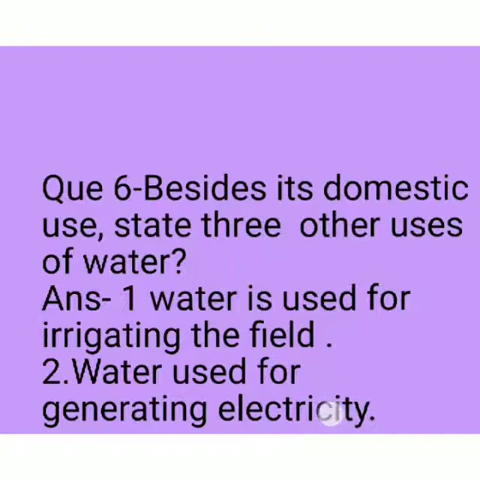 Que 6-Besides its domestic
use, state three other uses
of water?
Ans- 1 water is used for
irrigating the field .
2.Water used for
generating electricity.